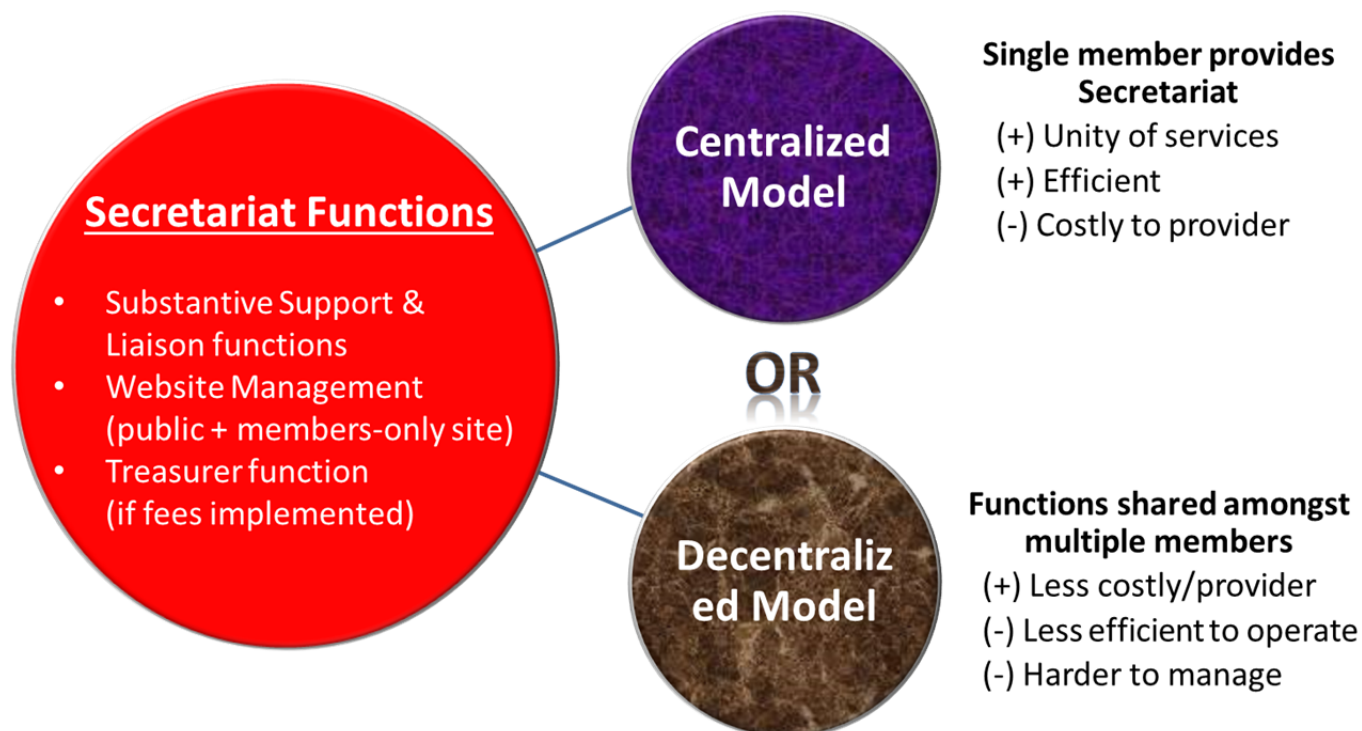 Secretariat Functions
• Substantive Support &
Liaison functions
• Website Management
(public + members-only site)
• Treasurer function
(if fees implemented)
Centralized
Model
Single member provides
Secretariat
(+) Unity of services
(+) Efficient
(-) Costly to provider
OR
Decentraliz
ed Model
Functions shared amongst
multiple members
(+) Less costly/provider
(-) Less efficient to operate
(-) Harder to manage